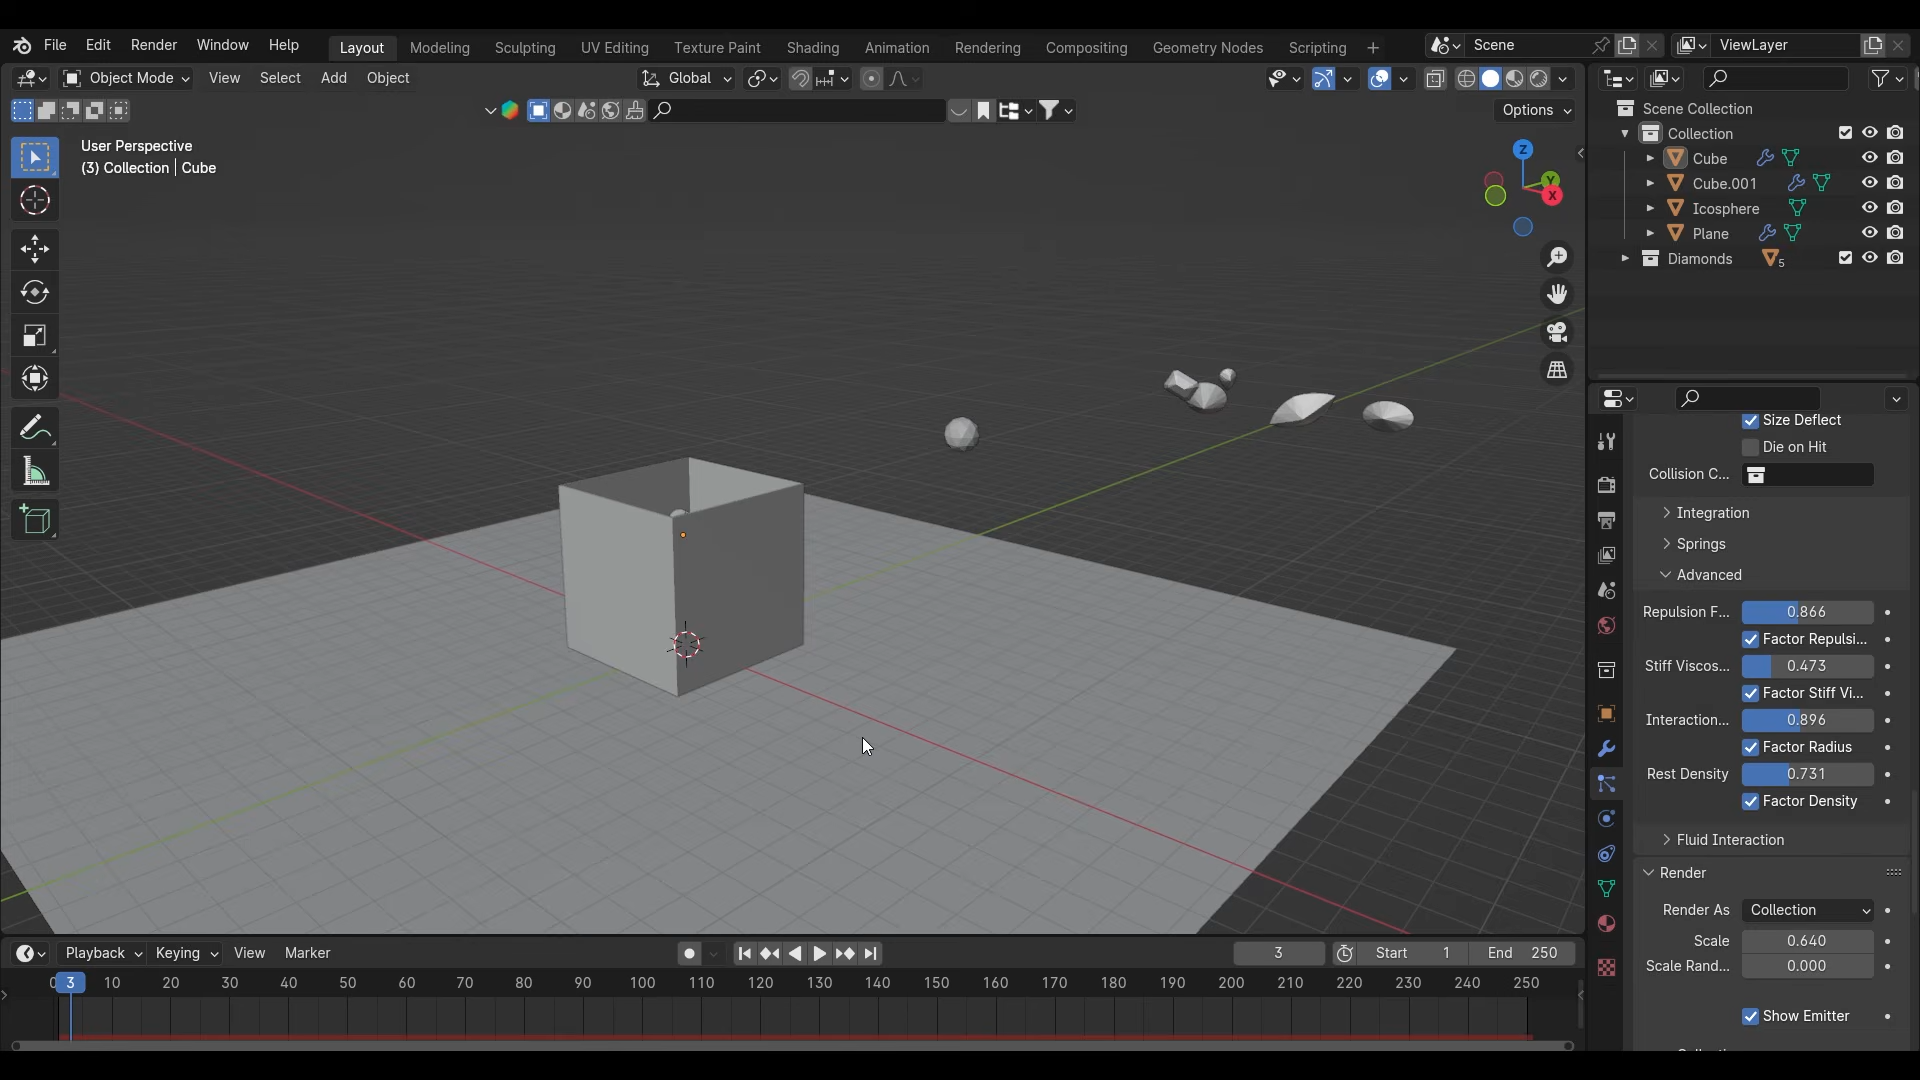 File Edit Render Window Help Layout Modeling Sculpting UV Editing Texture Paint Shading Animation Rendering Compositing Geometry Nodes Scripting + Scene ViewLayer
Object Mode View Select Add Object Global
Options
User Perspective
(3) Collection | Cube
Z
Y
X
Scene Collection
Collection
Cube
Cube.001
Icosphere
Plane
Diamonds 5
Size Deflect
Die on Hit
Collision C...
Integration
Springs
Advanced
Repulsion F... 0.866
Factor Repulsi...
Stiff Viscos... 0.473
Factor Stiff Vi...
Interaction... 0.896
Factor Radius
Rest Density 0.731
Factor Density
Fluid Interaction
Render
Render As Collection
Scale 0.640
Scale Rand... 0.000
Show Emitter
Playback Keying View Marker 3 Start 1 End 250
0 3 10 20 30 40 50 60 70 80 90 100 110 120 130 140 150 160 170 180 190 200 210 220 230 240 250